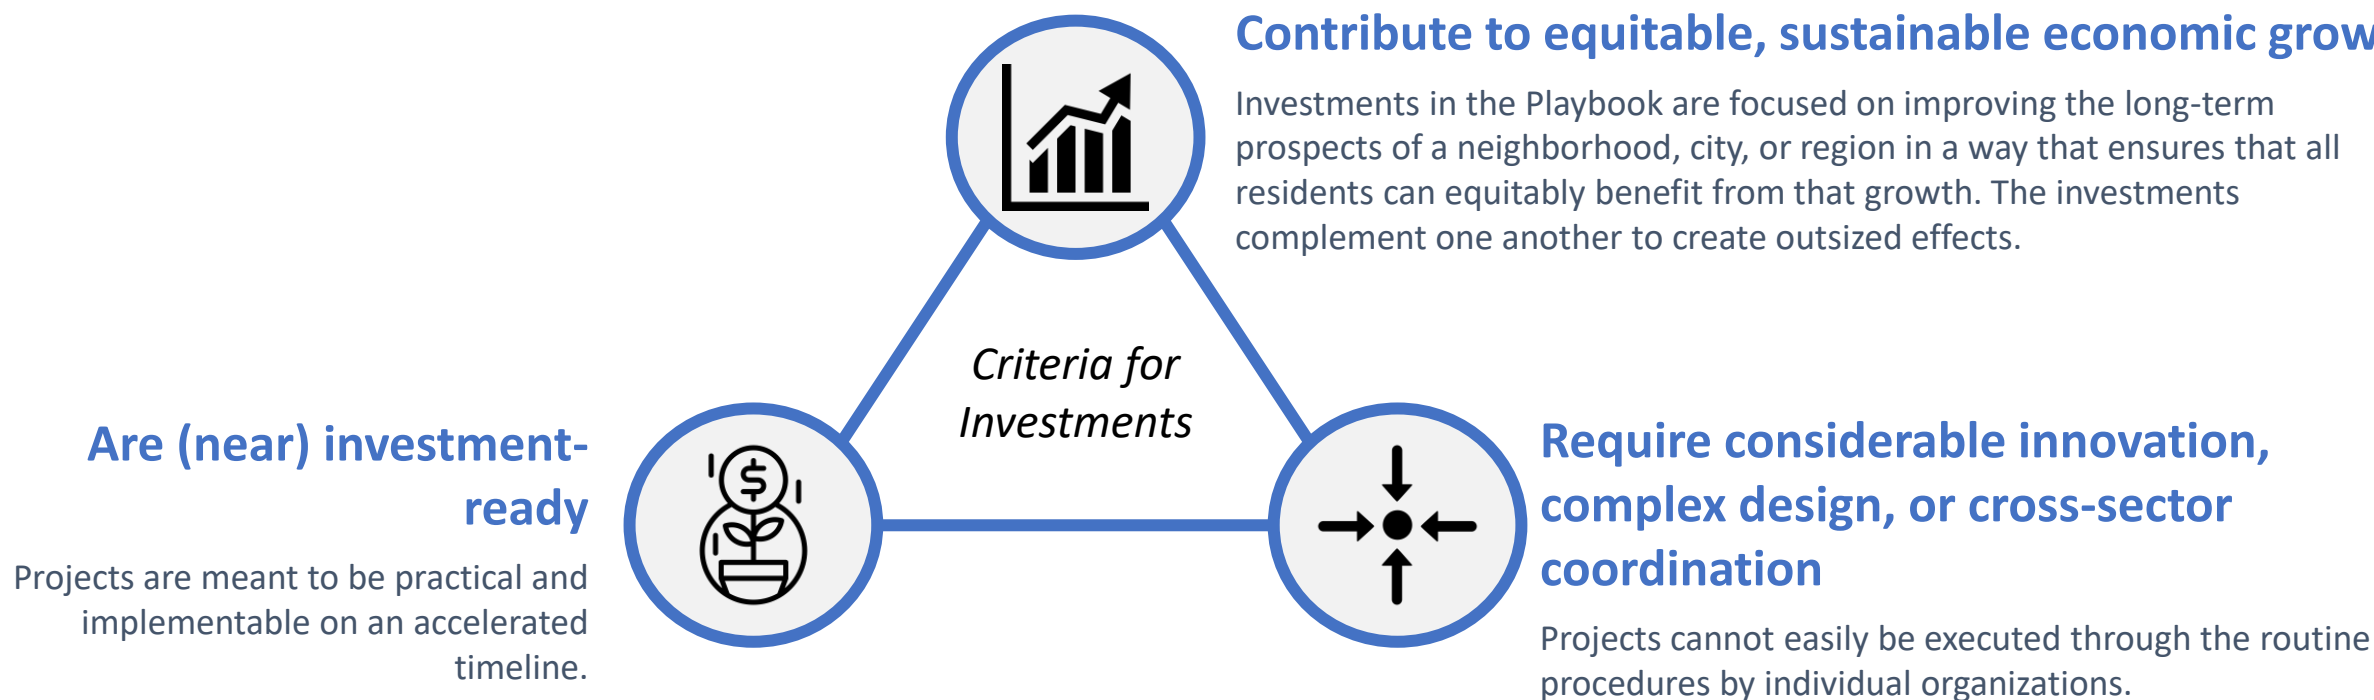 Contribute to equitable, sustainable economic grow
Investments in the Playbook are focused on improving the long-term
prospects of a neighborhood, city, or region in a way that ensures that all
residents can equitably benefit from that growth. The investments
complement one another to create outsized effects.
Criteria for
Investments
Are (near) investment-
ready
Projects are meant to be practical and
implementable on an accelerated
timeline.
Require considerable innovation,
complex design, or cross-sector
coordination
Projects cannot easily be executed through the routine
procedures by individual organizations.